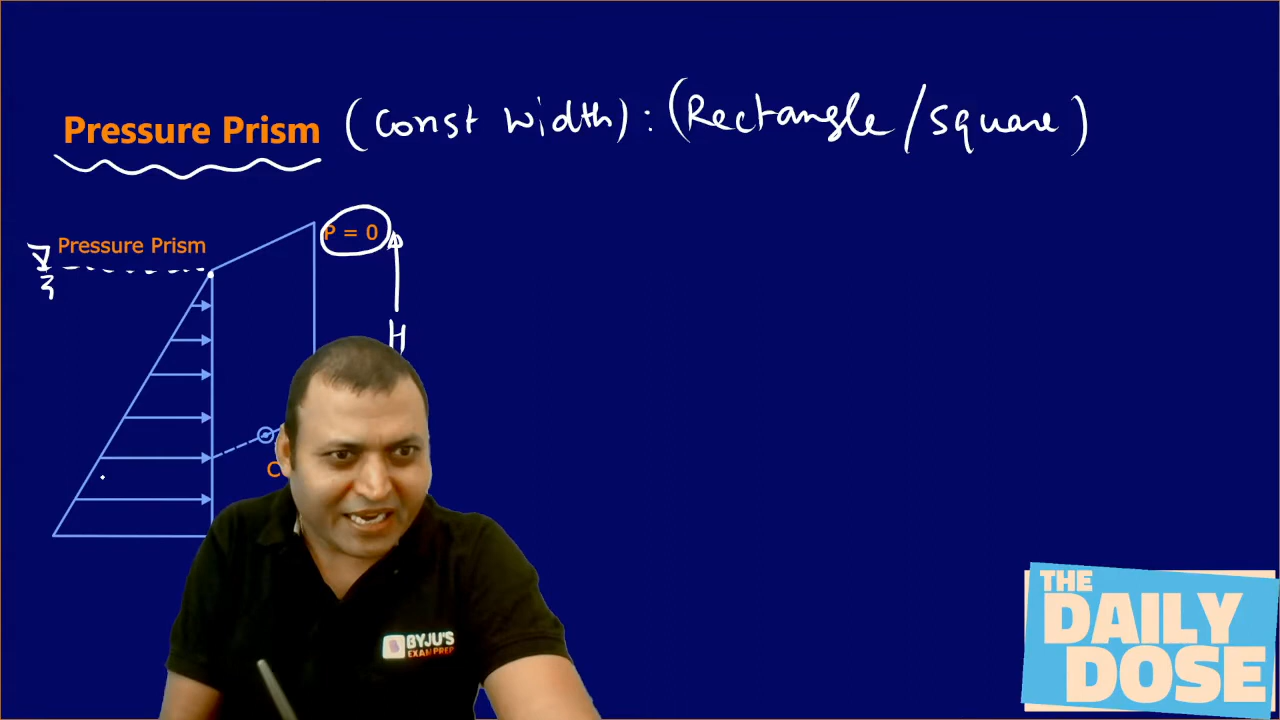 Pressure Prism (const width) : (Rectangle/square)
Pressure Prism
P = 0
H
C
BYJU'S
EXAM PREP
THE
DAILY
DOSE